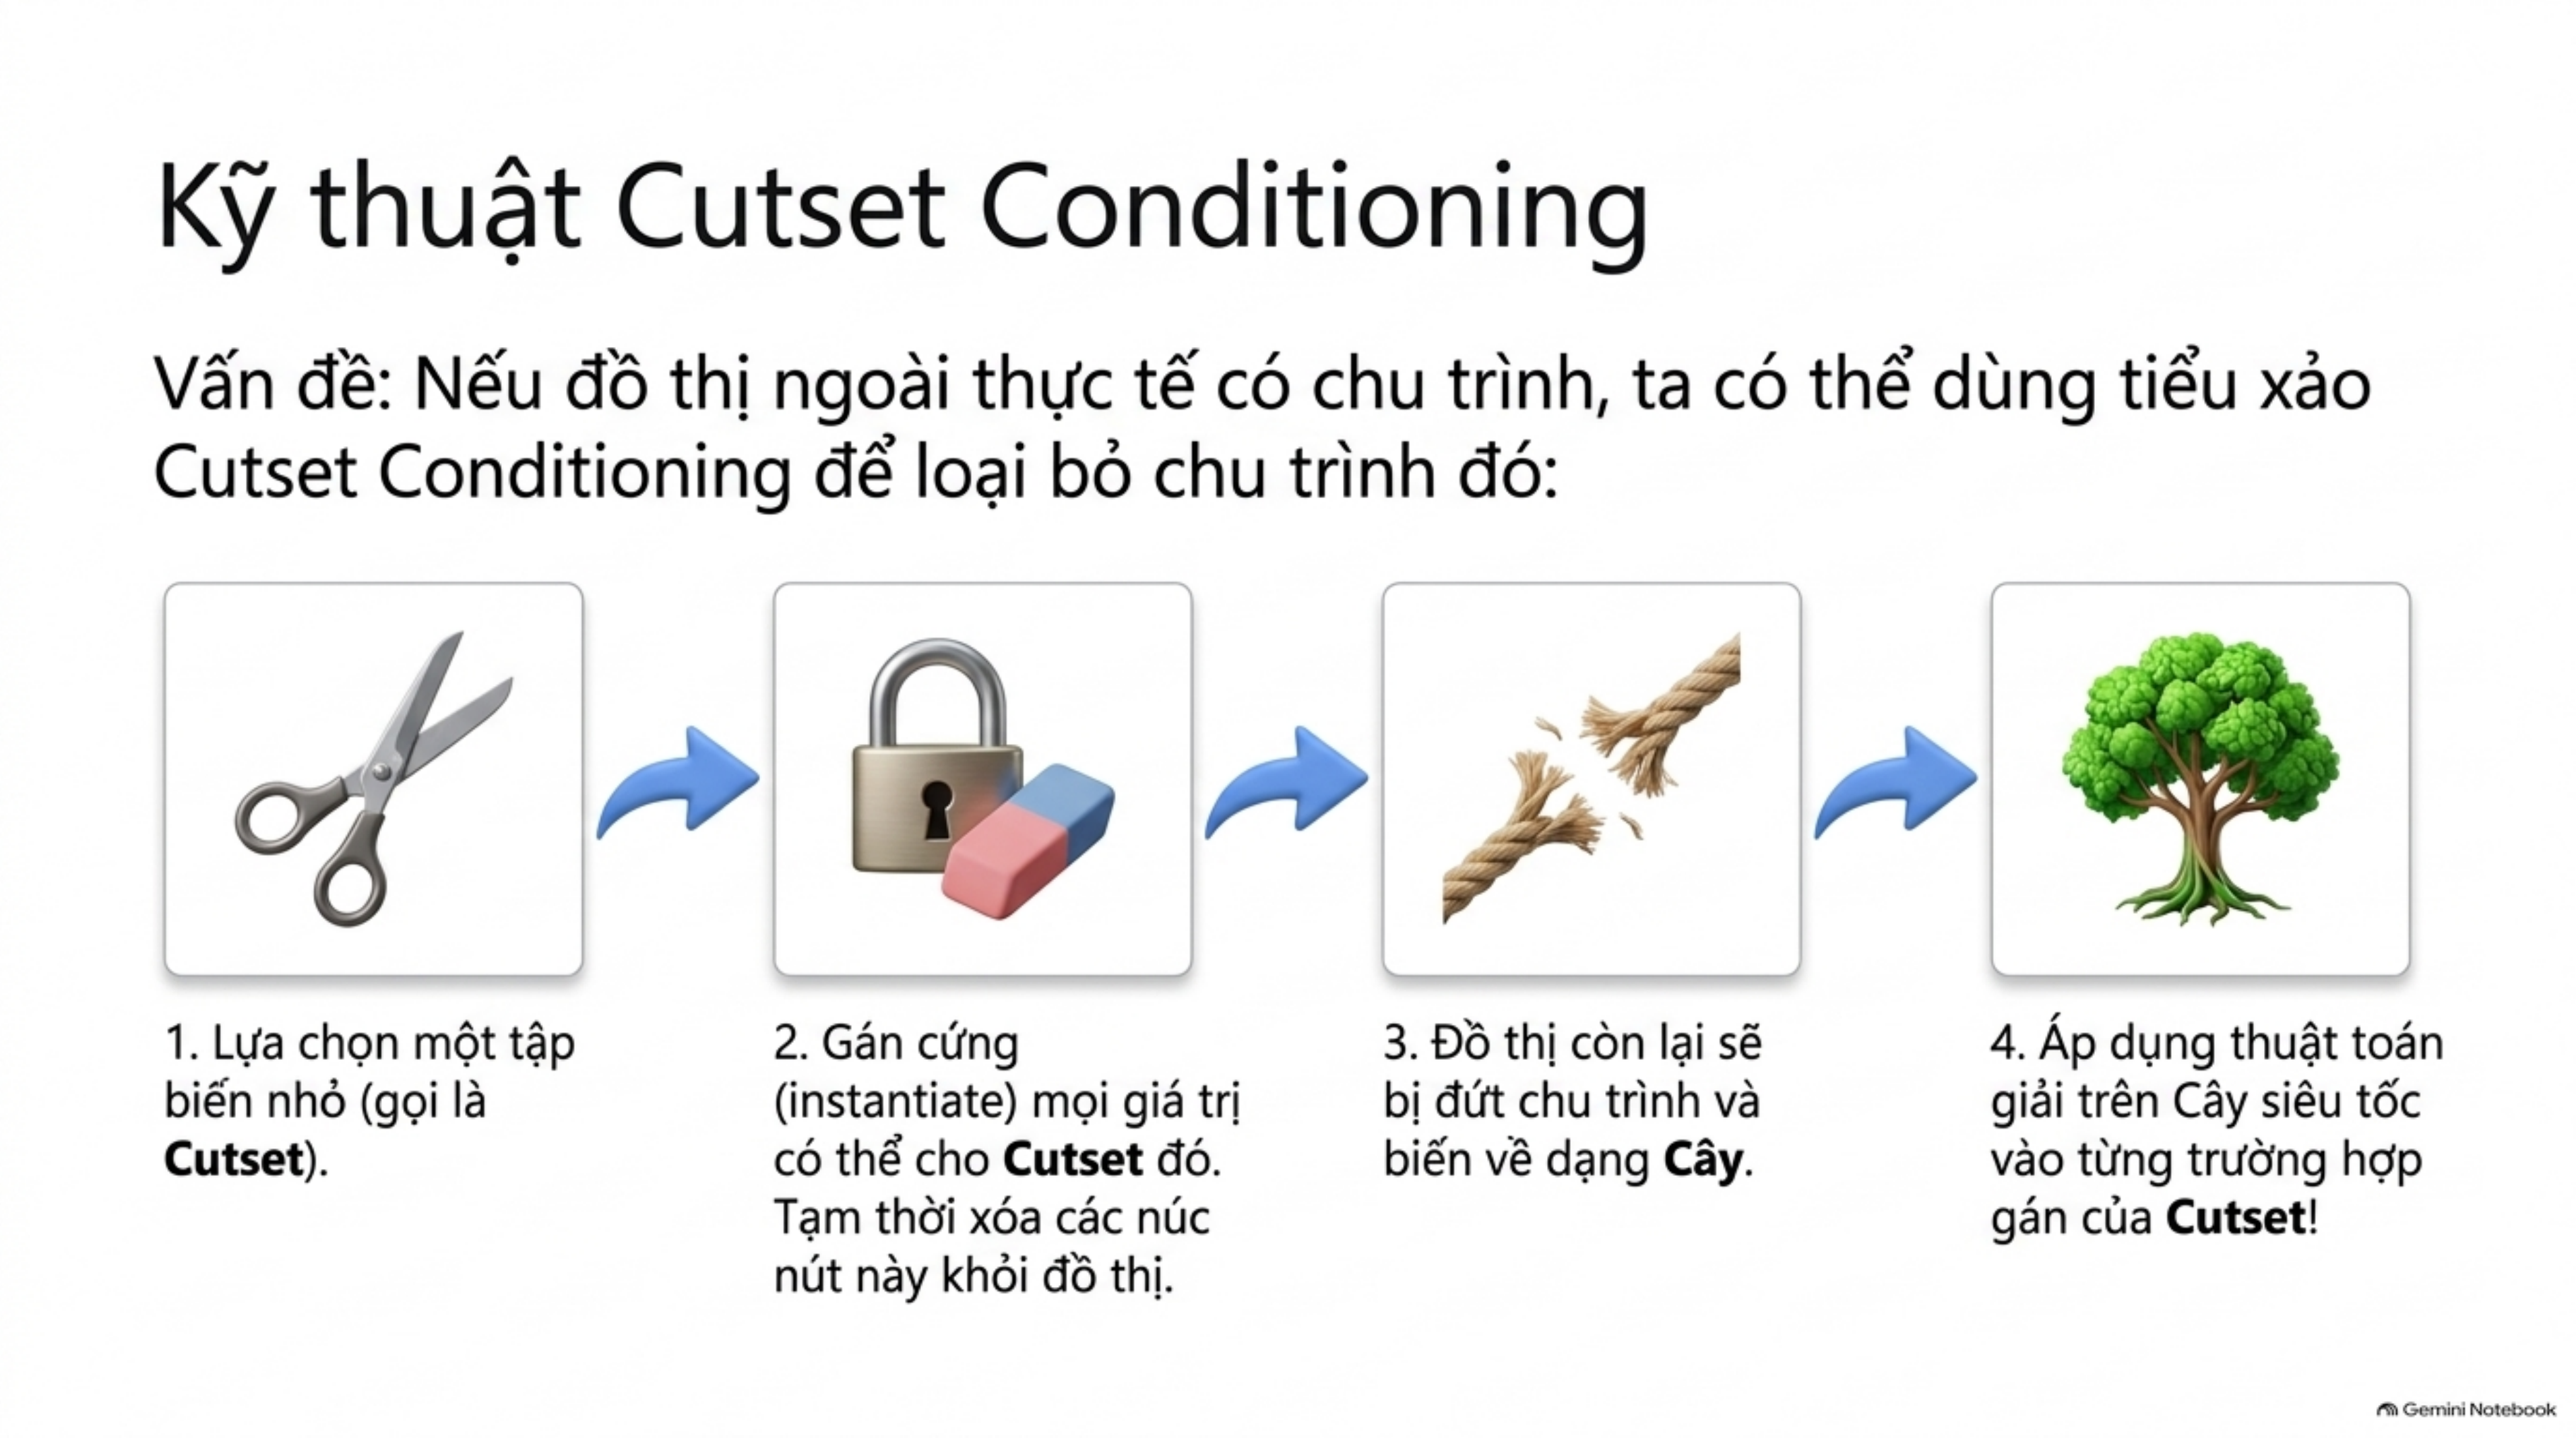 Kỹ thuật Cutset Conditioning
Vấn đề: Nếu đồ thị ngoài thực tế có chu trình, ta có thể dùng tiểu xảo
Cutset Conditioning để loại bỏ chu trình đó:
1. Lựa chọn một tập
biến nhỏ (gọi là
Cutset).
2. Gán cứng
(instantiate) mọi giá trị
có thể cho Cutset đó.
Tạm thời xóa các núc
nút này khỏi đồ thị.
3. Đồ thị còn lại sẽ
bị đứt chu trình và
biến về dạng Cây.
4. Áp dụng thuật toán
giải trên Cây siêu tốc
vào từng trường hợp
gán của Cutset!
Gemini Notebook